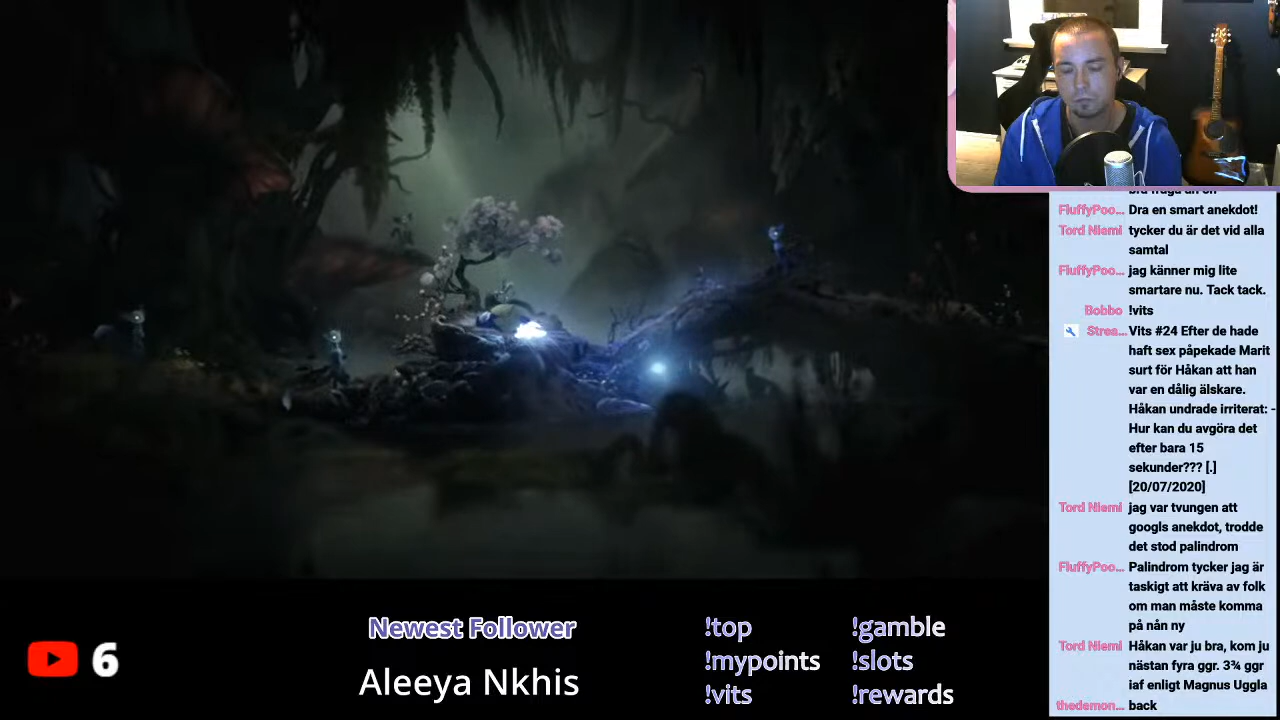 bra fråga än en
FluffyPoo... Dra en smart anekdot!
Tord Niemi tycker du är det vid alla
samtal
FluffyPoo... jag känner mig lite
smartare nu. Tack tack.
Bobbo !vits
Strea... Vits #24 Efter de hade
haft sex påpekade Marit
surt för Håkan att han
var en dålig älskare.
Håkan undrade irriterat: -
Hur kan du avgöra det
efter bara 15
sekunder??? [.]
[20/07/2020]
Tord Niemi jag var tvungen att
googls anekdot, trodde
det stod palindrom
FluffyPoo... Palindrom tycker jag är
taskigt att kräva av folk
om man måste komma
på nån ny
Tord Niemi Håkan var ju bra, kom ju
nästan fyra ggr. 3¾ ggr
iaf enligt Magnus Uggla
thedemon... back
6
Newest Follower
Aleeya Nkhis
!top
!mypoints
!vits
!gamble
!slots
!rewards